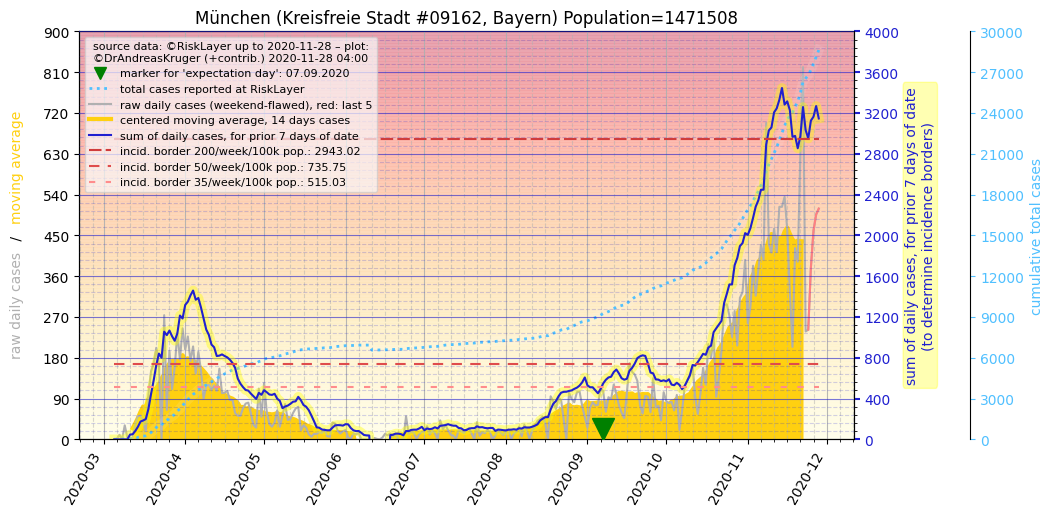 München (Kreisfreie Stadt #09162, Bayern) Population=1471508
source data: ©RiskLayer up to 2020-11-28 – plot:
©DrAndreasKruger (+contrib.) 2020-11-28 04:00
marker for 'expectation day': 07.09.2020
total cases reported at RiskLayer
raw daily cases (weekend-flawed), red: last 5
centered moving average, 14 days cases
sum of daily cases, for prior 7 days of date
incid. border 200/week/100k pop.: 2943.02
incid. border 50/week/100k pop.: 735.75
incid. border 35/week/100k pop.: 515.03
raw daily cases / moving average
900
810
720
630
540
450
360
270
180
90
0
4000
3600
3200
2800
2400
2000
1600
1200
800
400
0
sum of daily cases, for prior 7 days of date
(to determine incidence borders)
30000
27000
24000
21000
18000
15000
12000
9000
6000
3000
0
cumulative total cases
2020-03
2020-04
2020-05
2020-06
2020-07
2020-08
2020-09
2020-10
2020-11
2020-12